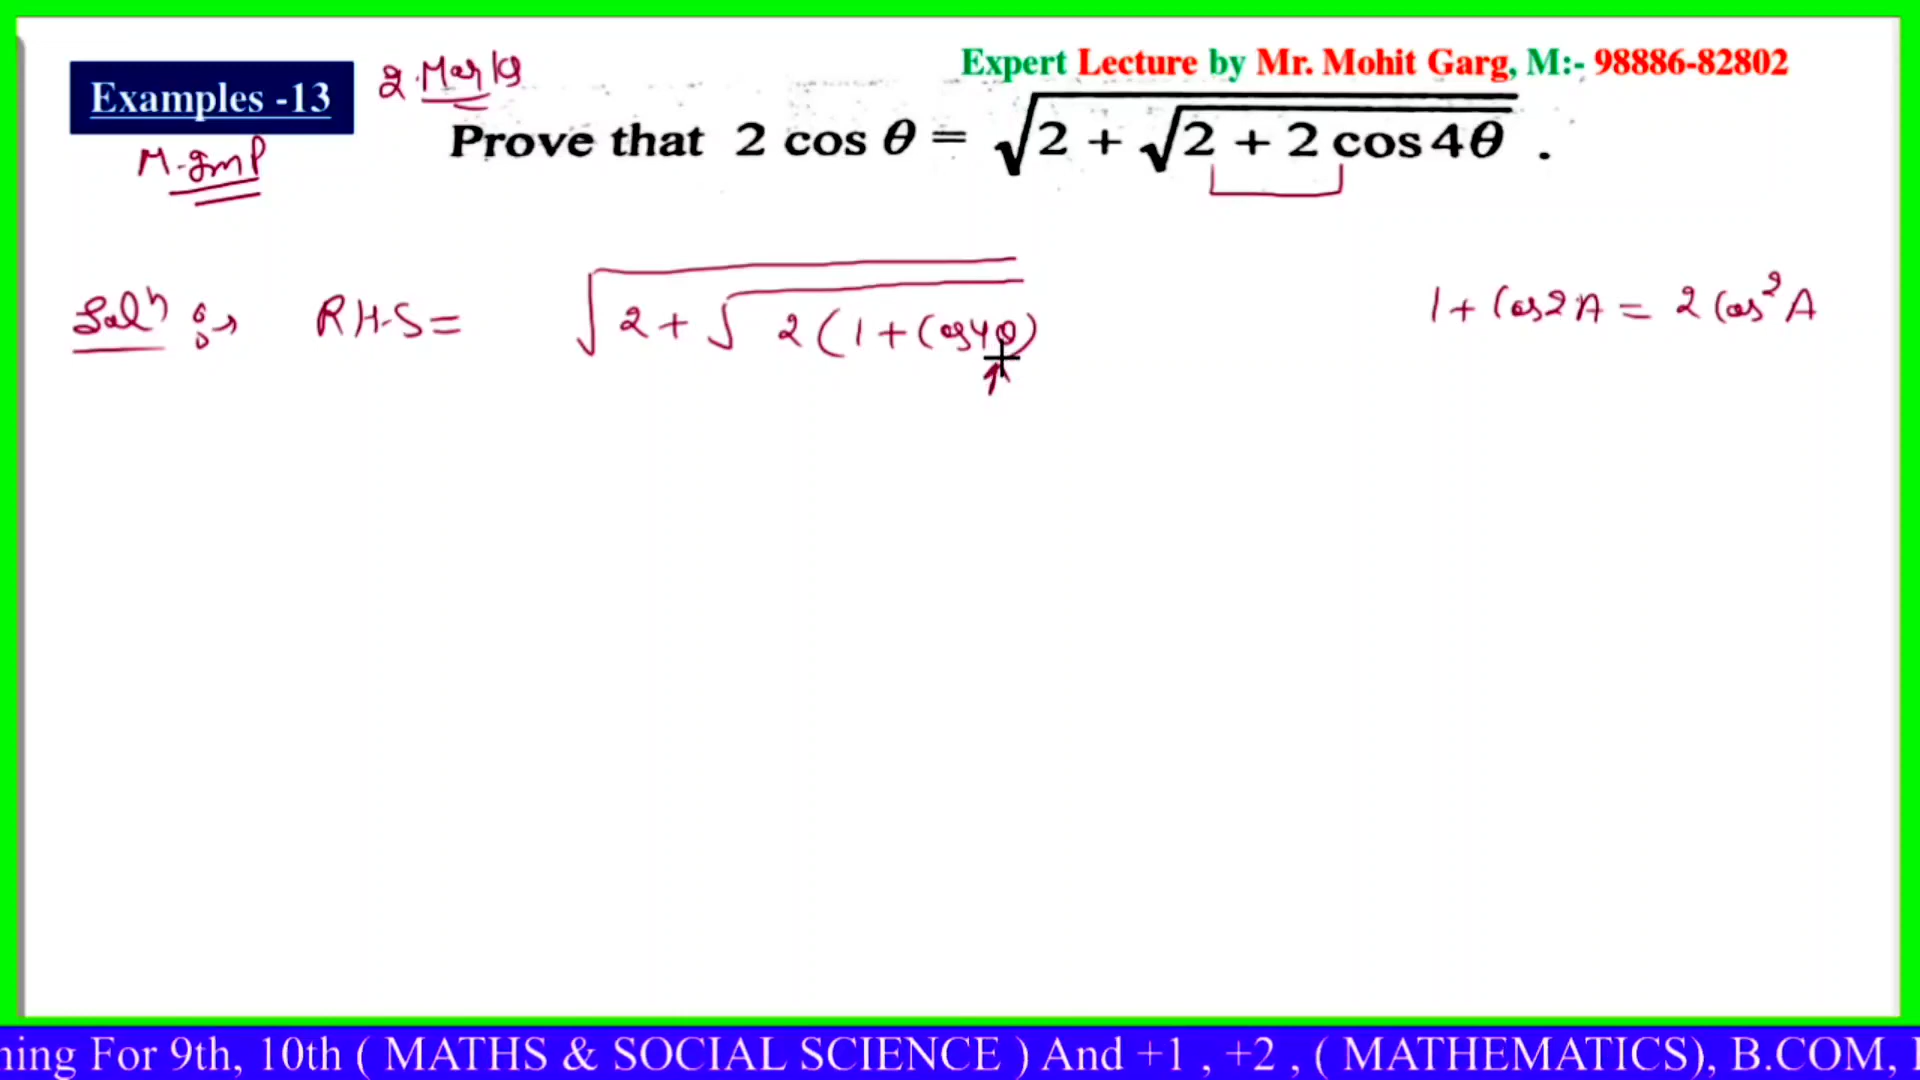 Expert Lecture by Mr. Mohit Garg, M:- 98886-82802
2 Marks
Examples -13
M-Imp
Prove that 2 cos θ = √(2 + √(2 + 2 cos 4θ)) .
Solⁿ :→ R.H.S = √(2 + √(2(1 + Cos4θ)
1 + Cos2A = 2 Cos²A
ning For 9th, 10th ( MATHS & SOCIAL SCIENCE ) And +1 , +2 , ( MATHEMATICS), B.COM,